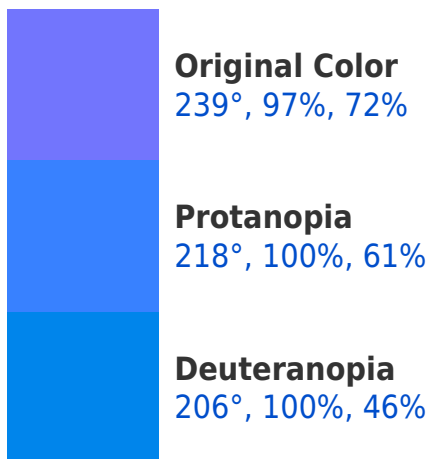 Original Color
239°, 97%, 72%
Protanopia
218°, 100%, 61%
Deuteranopia
206°, 100%, 46%